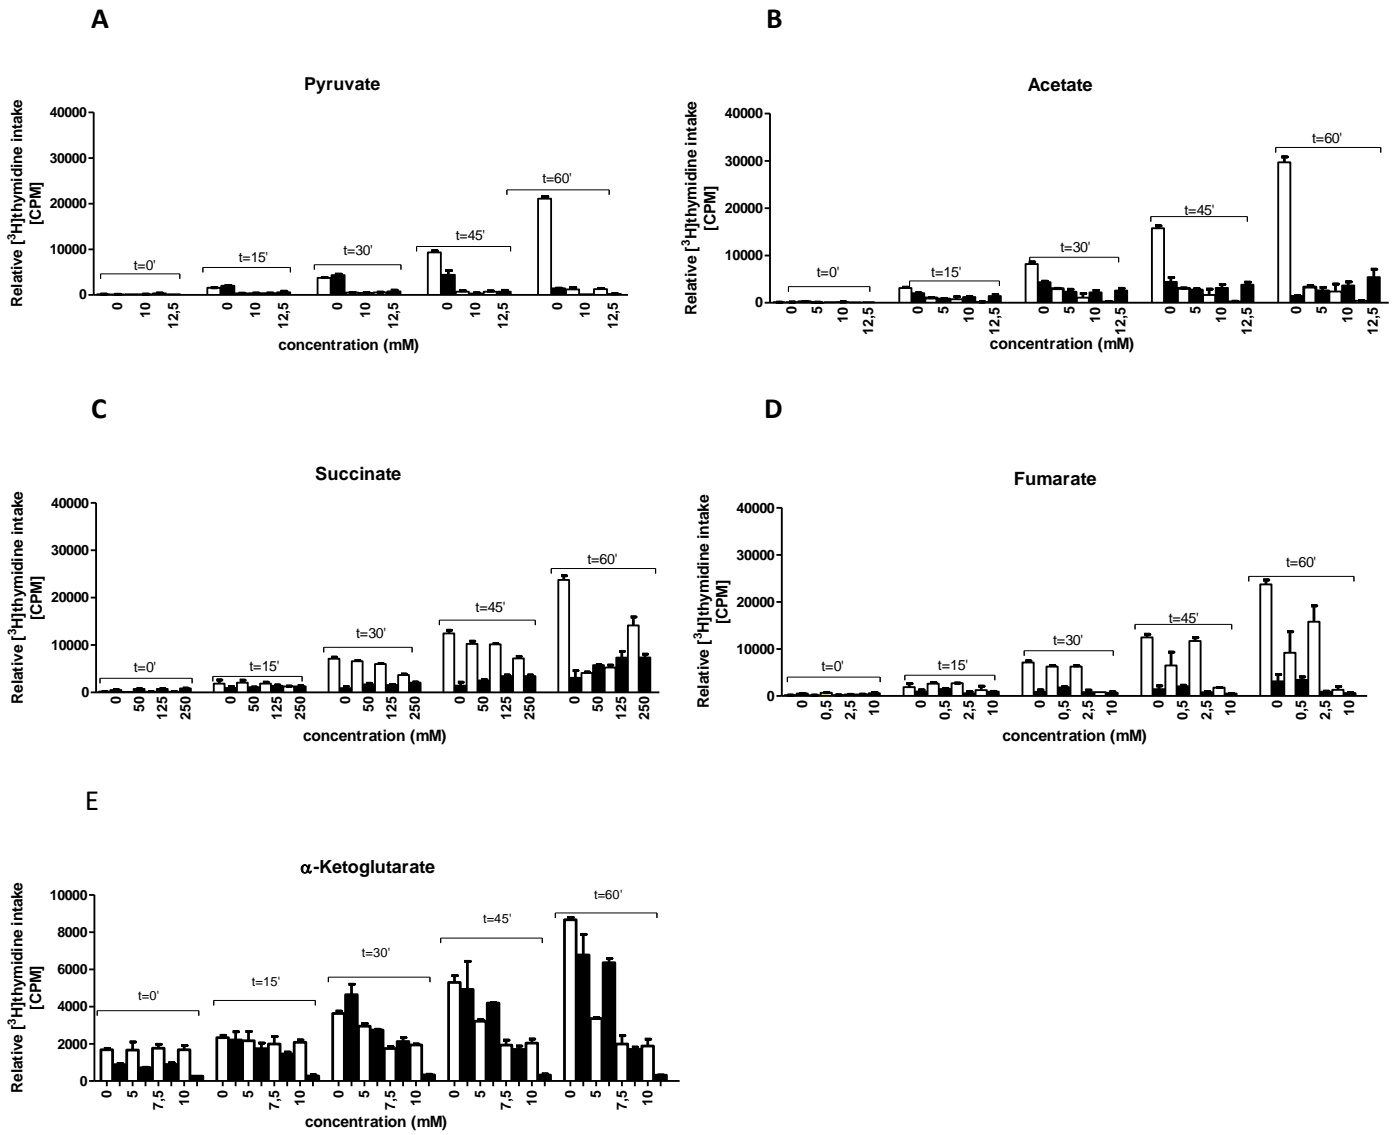 A
Pyruvate
Relative [³H]thymidine intake
[CPM]
40000
30000
20000
10000
0
t=0'
t=15'
t=30'
t=45'
t=60'
0 10 12,5 0 10 12,5 0 10 12,5 0 10 12,5 0 10 12,5
concentration (mM)
B
Acetate
Relative [³H]thymidine intake
[CPM]
40000
30000
20000
10000
0
t=0'
t=15'
t=30'
t=45'
t=60'
0 5 10 12,5 0 5 10 12,5 0 5 10 12,5 0 5 10 12,5 0 5 10 12,5
concentration (mM)
C
Succinate
Relative [³H]thymidine intake
[CPM]
40000
30000
20000
10000
0
t=0'
t=15'
t=30'
t=45'
t=60'
0 50 125 250 0 50 125 250 0 50 125 250 0 50 125 250 0 50 125 250
concentration (mM)
D
Fumarate
Relative [³H]thymidine intake
[CPM]
40000
30000
20000
10000
0
t=0'
t=15'
t=30'
t=45'
t=60'
0 0,5 2,5 10 0 0,5 2,5 10 0 0,5 2,5 10 0 0,5 2,5 10 0 0,5 2,5 10
concentration (mM)
E
α-Ketoglutarate
Relative [³H]thymidine intake
[CPM]
10000
8000
6000
4000
2000
0
t=0'
t=15'
t=30'
t=45'
t=60'
0 5 7,5 10 0 5 7,5 10 0 5 7,5 10 0 5 7,5 10 0 5 7,5 10
concentration (mM)